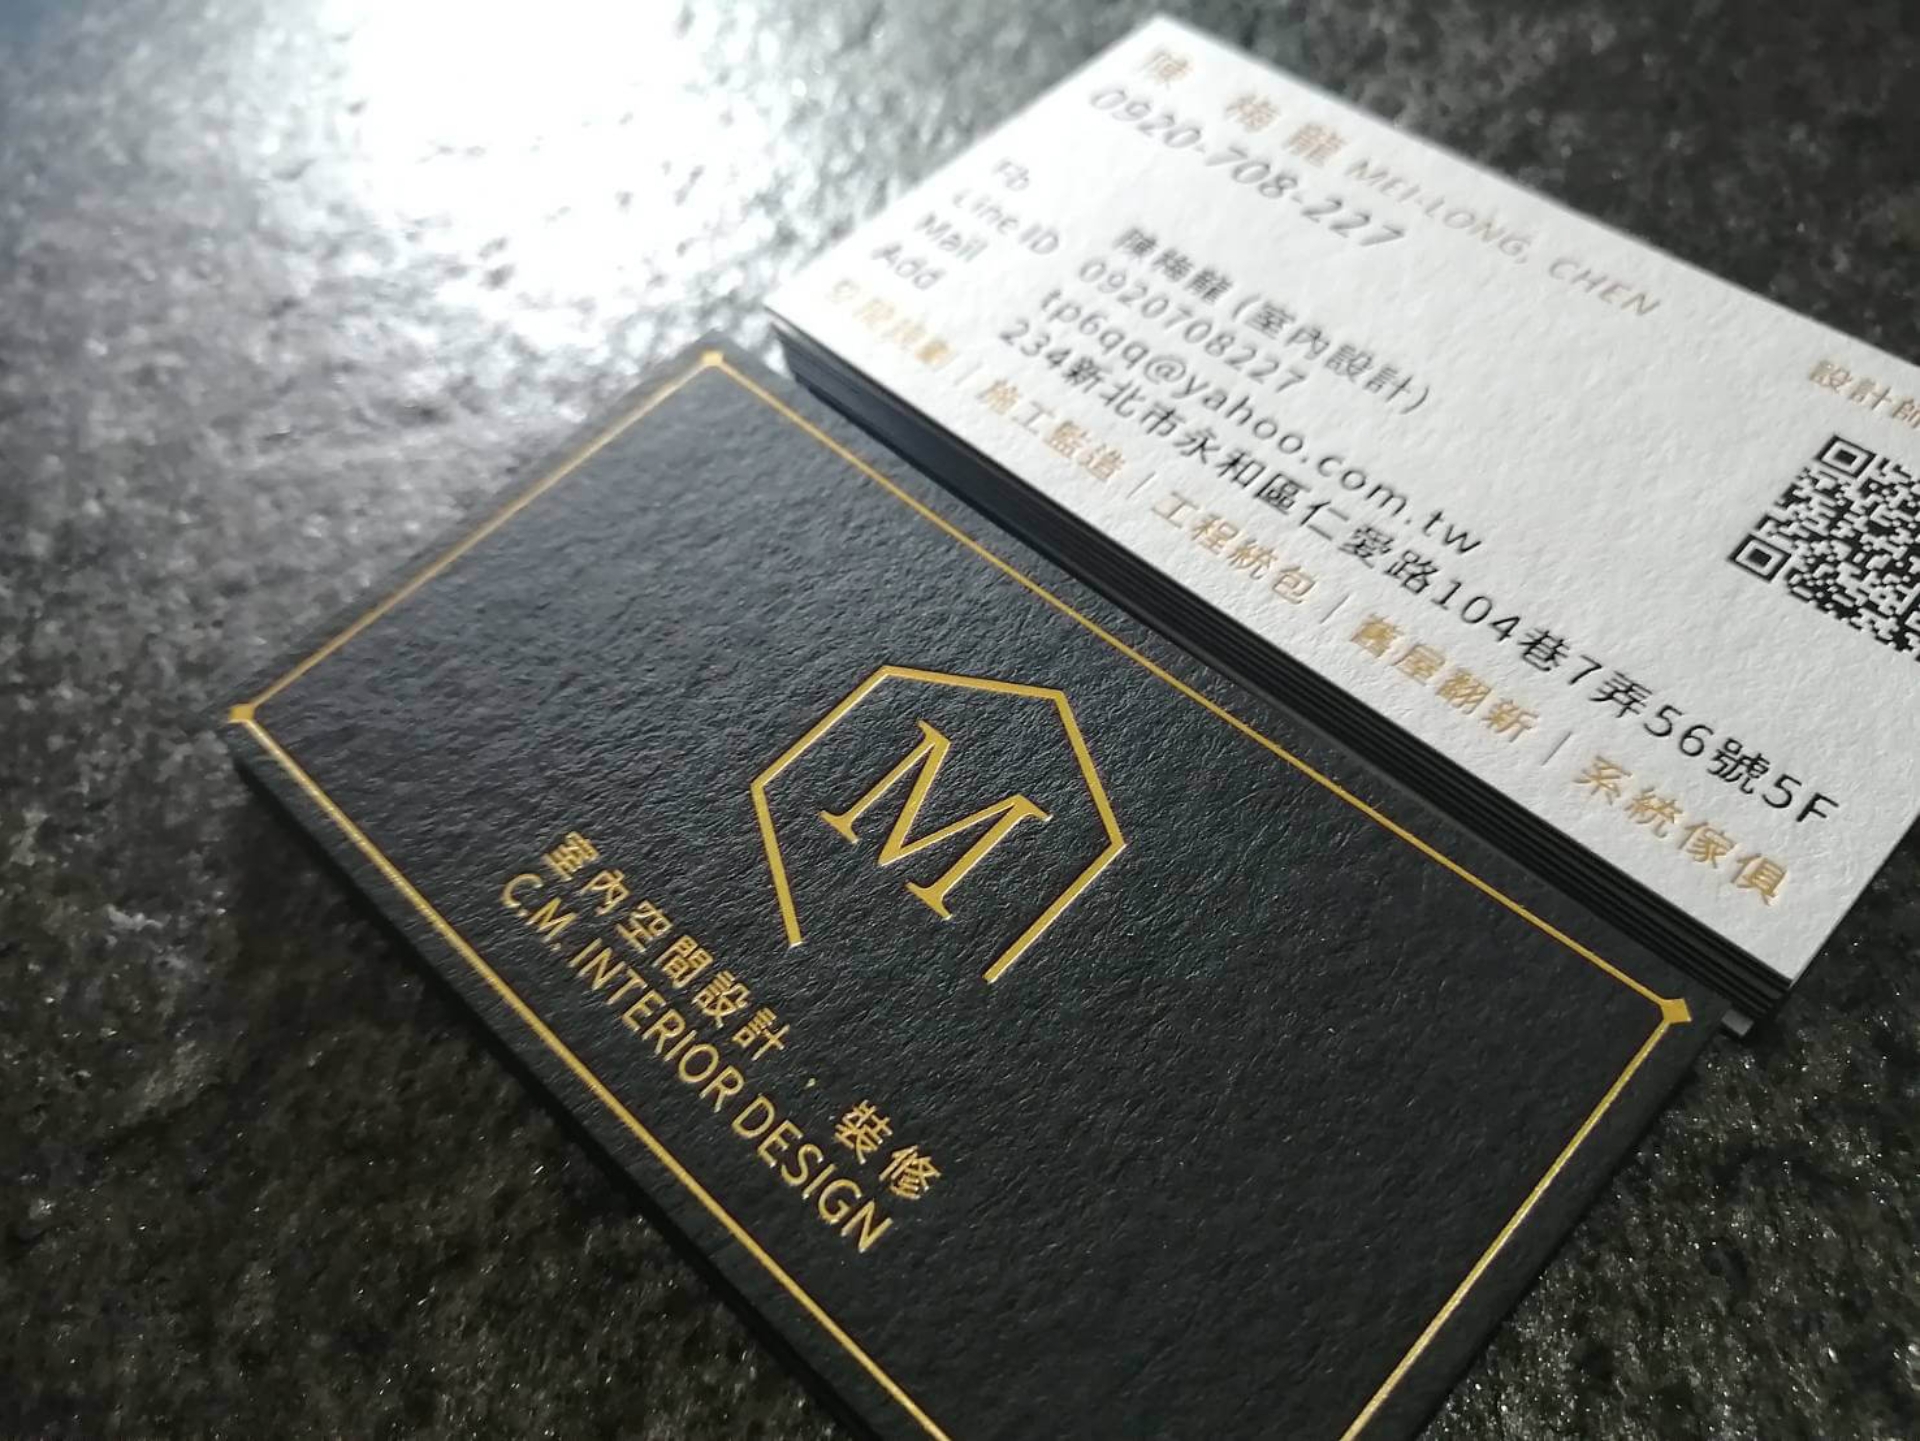 陳 梅 龍 MEI-LONG, CHEN
0920-708-227
設計師
Fb 陳梅龍 (室內設計)
Line ID 0920708227
Mail tp6qq@yahoo.com.tw
Add 234新北市永和區仁愛路104巷7弄56號5F
空間規劃 | 施工監造 | 工程統包 | 舊屋翻新 | 系統傢俱
M
室內空間設計．裝修
C.M. INTERIOR DESIGN